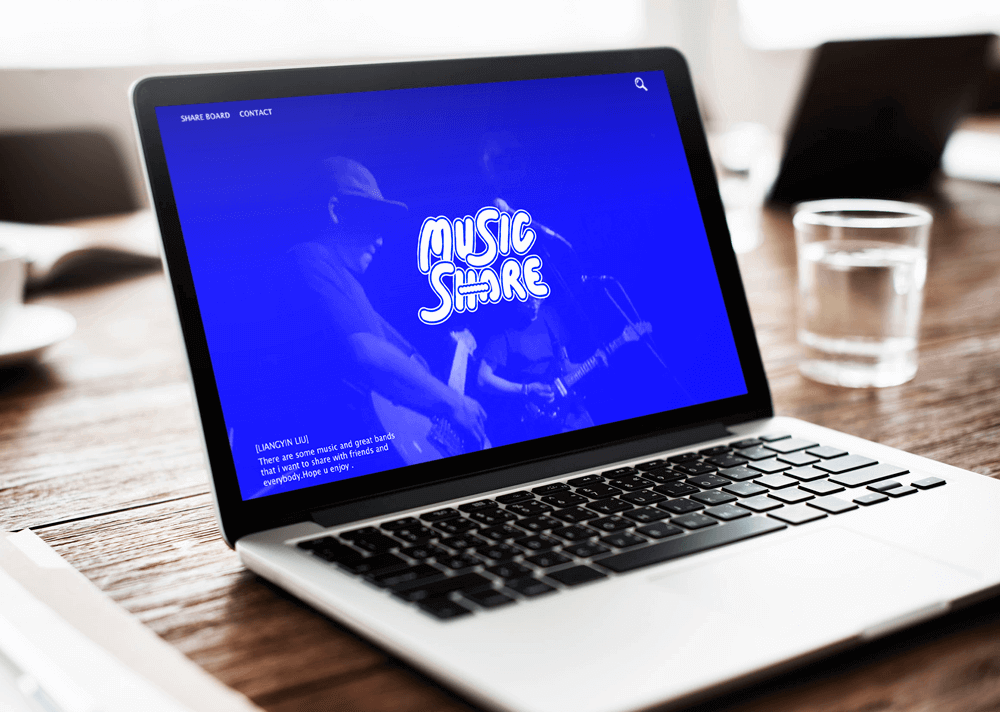 SHARE BOARD CONTACT
MUSIC
SHARE
[LIANGYIN LIU]
There are some music and great bands
that i want to share with friends and
everybody.Hope u enjoy .